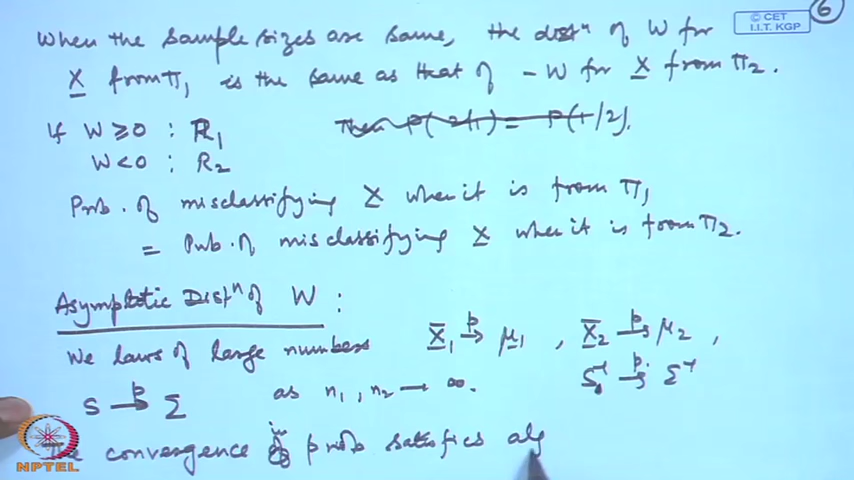 6
© CET
I.I.T. KGP
When the sample sizes are same, the distⁿ of W for
X from π₁ is the same as that of - W for X from π₂.
If W ≥ 0 : R₁ Then P(2/1) = P(1/2).
W < 0 : R₂
Prob. of misclassifying X when it is from π₁
= Prob. of misclassifying X when it is from π₂.
Asymptotic Distⁿ of W :
We laws of large numbers X̄₁ →ᵖ μ₁ , X̄₂ →ᵖ μ₂ ,
S →ᵖ Σ as n₁, n₂ → ∞. S⁻¹ →ᵖ Σ⁻¹
The convergence in prob satisfies alg
NPTEL